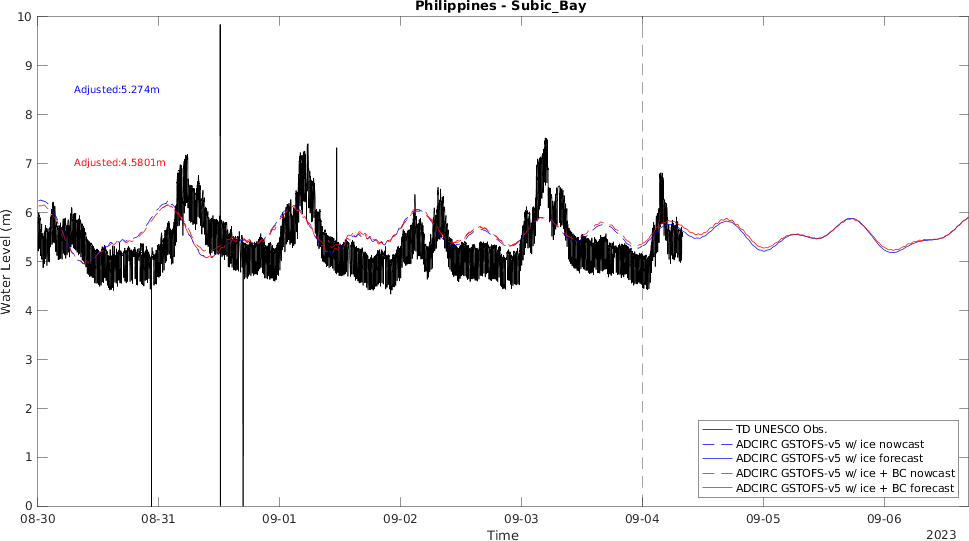 Philippines - Subic_Bay
10
9
8
7
6
5
4
3
2
1
0
Water Level (m)
Adjusted:5.274m
Adjusted:4.5801m
TD UNESCO Obs.
ADCIRC GSTOFS-v5 w/ ice nowcast
ADCIRC GSTOFS-v5 w/ ice forecast
ADCIRC GSTOFS-v5 w/ ice + BC nowcast
ADCIRC GSTOFS-v5 w/ ice + BC forecast
08-30 08-31 09-01 09-02 09-03 09-04 09-05 09-06
Time
2023